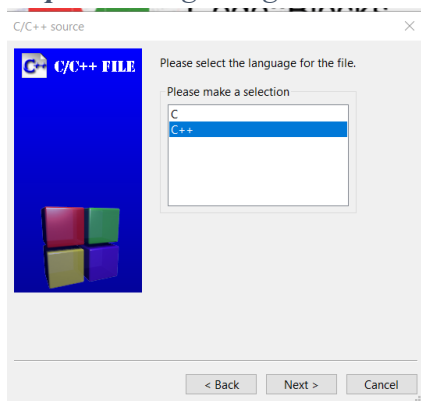 C/C++ source
C/C++ FILE
Please select the language for the file.
Please make a selection
C
C++
< Back
Next >
Cancel